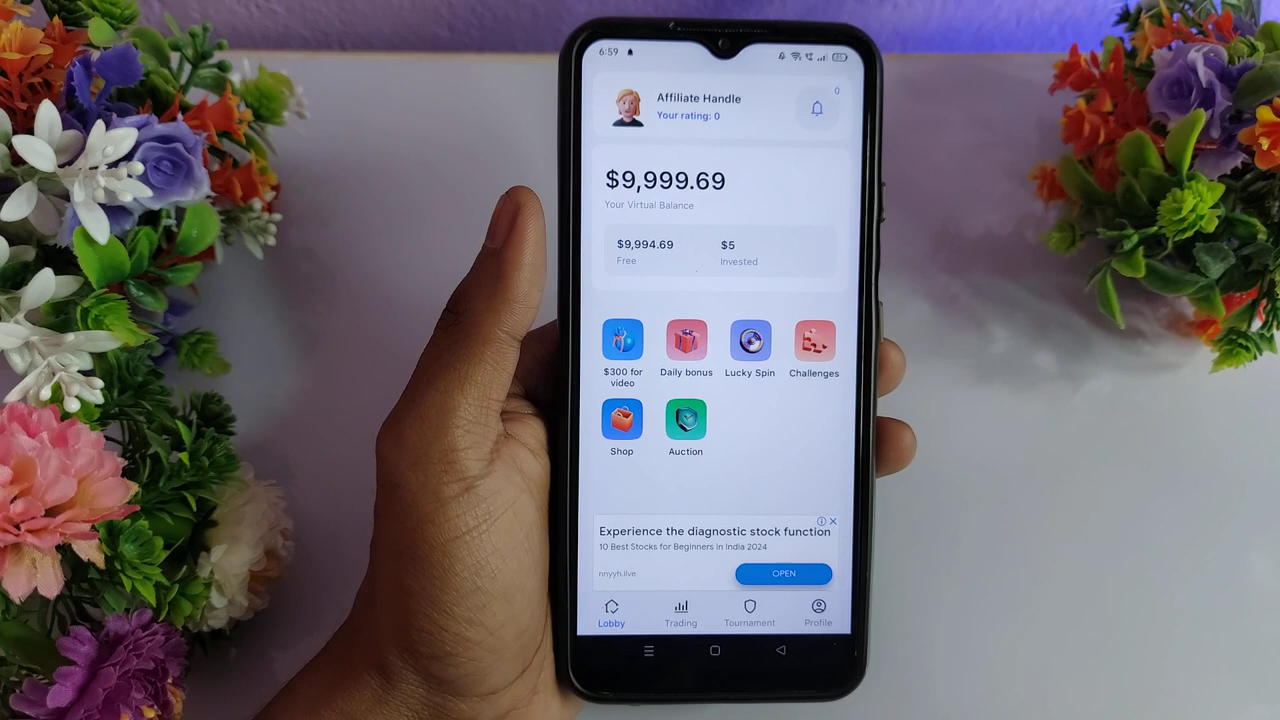 6:59
85
Affiliate Handle
0
Your rating: 0
$9,999.69
Your Virtual Balance
$9,994.69 $5
Free Invested
$300 for Daily bonus Lucky Spin Challenges
video
Shop Auction
Experience the diagnostic stock function
10 Best Stocks for Beginners in India 2024
nnyyh.live OPEN
Lobby Trading Tournament Profile